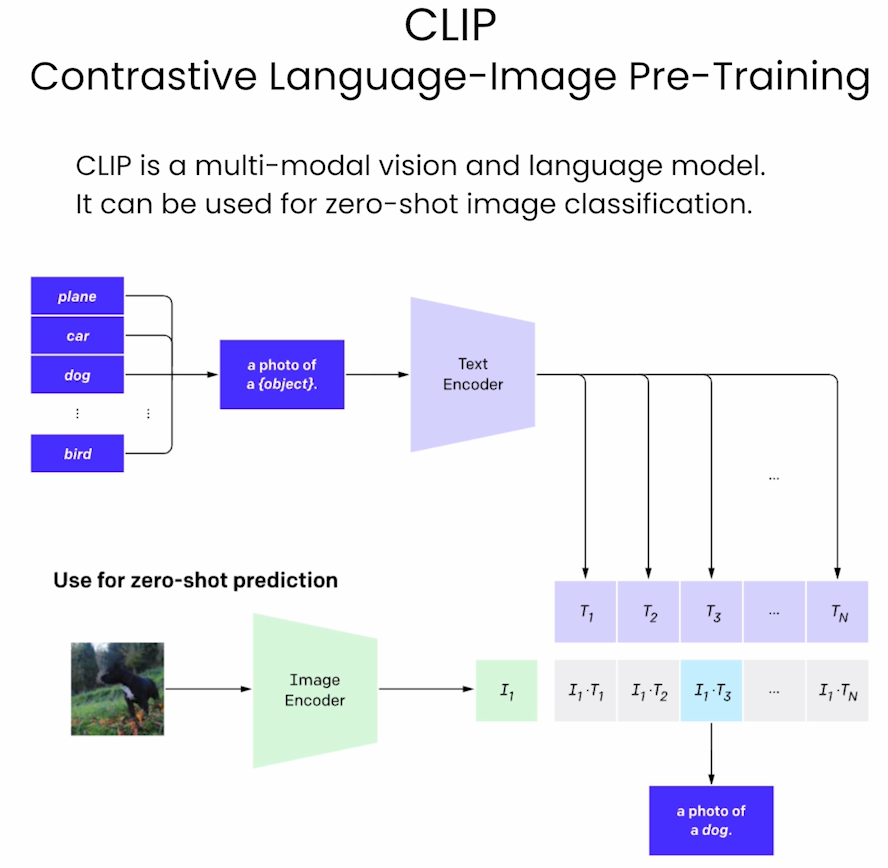 CLIP
Contrastive Language-Image Pre-Training
CLIP is a multi-modal vision and language model.
It can be used for zero-shot image classification.
plane
car
dog
⋮ ⋮
bird
a photo of
a {object}.
Text
Encoder
...
Use for zero-shot prediction
Image
Encoder
T1 T2 T3 ... TN
I1
I1·T1 I1·T2 I1·T3 ... I1·TN
a photo of
a dog.